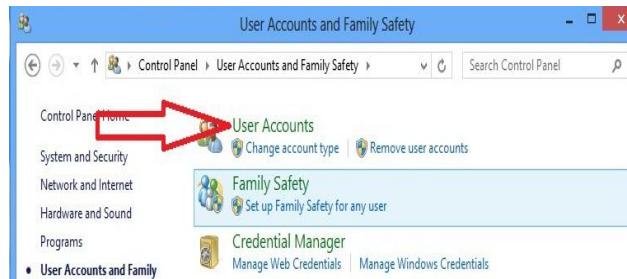 User Accounts and Family Safety
Control Panel User Accounts and Family Safety
Search Control Panel
Control Panel Home
System and Security
Network and Internet
Hardware and Sound
Programs
User Accounts and Family
User Accounts
Change account type Remove user accounts
Family Safety
Set up Family Safety for any user
Credential Manager
Manage Web Credentials Manage Windows Credentials